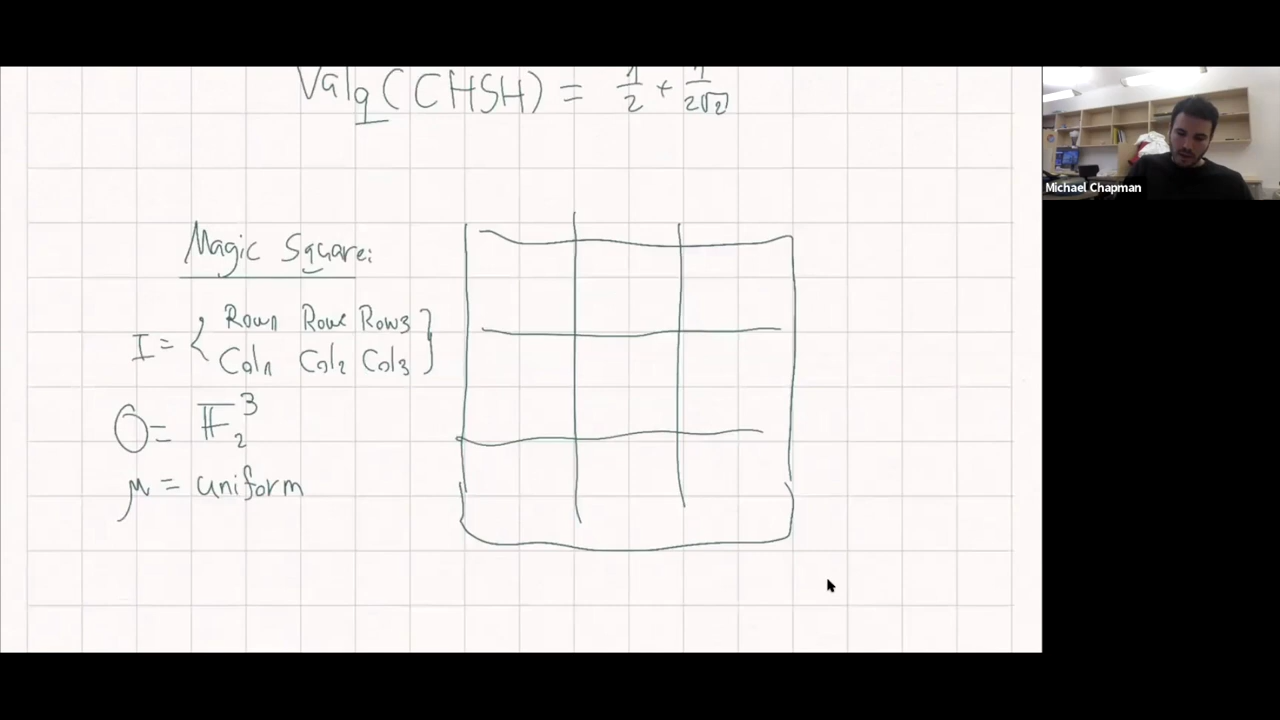 Valq (CHSH) = 1/2 + 1/2√2
Magic Square:
I = { Row1 Row2 Row3
Col1 Col2 Col3 }
O = 𝔽₂³
μ = uniform
Michael Chapman